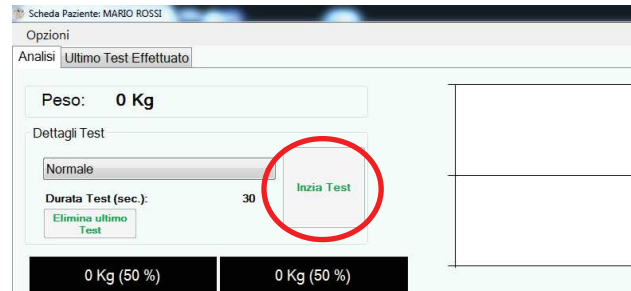 Scheda Paziente: MARIO ROSSI
Opzioni
Analisi Ultimo Test Effettuato
Peso: 0 Kg
Dettagli Test
Normale
Inzia Test
Durata Test (sec.): 30
Elimina ultimo
Test
0 Kg (50 %) 0 Kg (50 %)